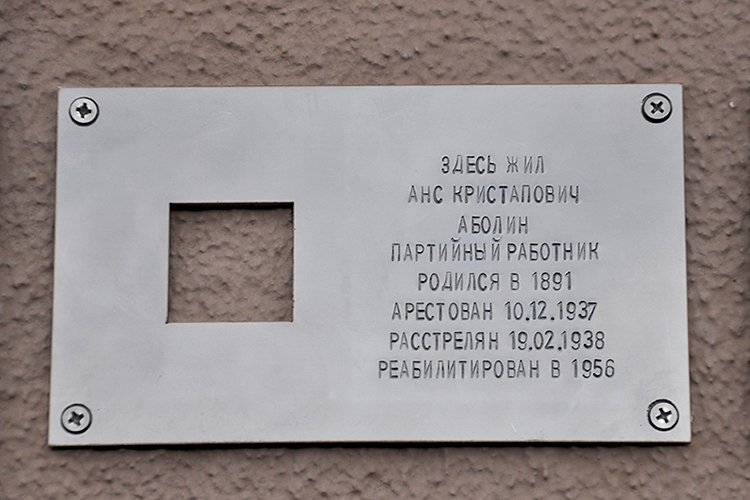 ЗДЕСЬ ЖИЛ
АНС КРИСТАПОВИЧ
АБОЛИН
ПАРТИЙНЫЙ РАБОТНИК
РОДИЛСЯ В 1891
АРЕСТОВАН 10.12.1937
РАССТРЕЛЯН 19.02.1938
РЕАБИЛИТИРОВАН В 1956